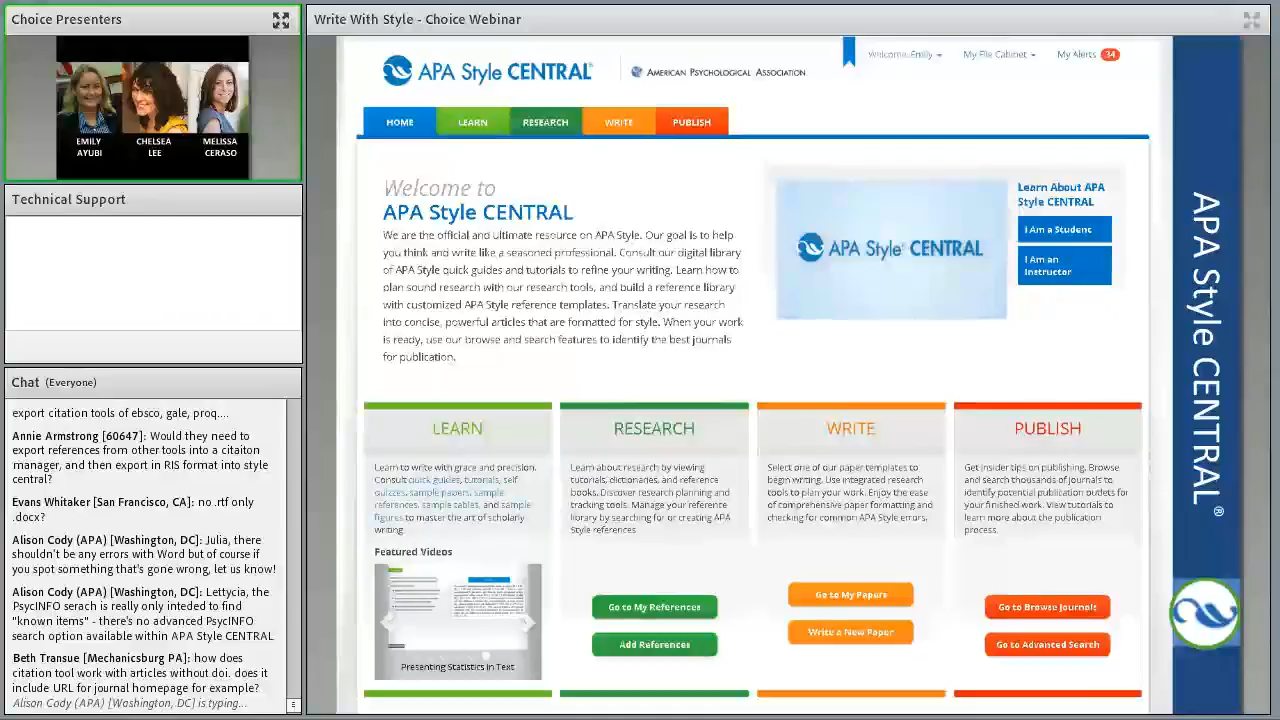 Choice Presenters
EMILY AYUBI
CHELSEA LEE
MELISSA CERASO
Technical Support
Chat (Everyone)
export citation tools of ebsco, gale, proq....
Annie Armstrong [60647]: Would they need to
export references from other tools into a citaiton
manager, and then export in RIS format into style
central?
Evans Whitaker [San Francisco, CA]: no .rtf only
.docx?
Alison Cody (APA) [Washington, DC]: Julia, there
shouldn't be any errors with Word but of course if
you spot something that's gone wrong, let us know!
Alison Cody (APA) [Washington, DC]: the
PsycINFO search is really only
"known items" - there's no advanced PsycINFO
search option available within APA Style CENTRAL
Beth Transue [Mechanicsburg PA]: how does
citation tool work with articles without doi. does it
include URL for journal homepage for example?
Alison Cody (APA) [Washington, DC] is typing...
Write With Style - Choice Webinar
APA Style CENTRAL®
AMERICAN PSYCHOLOGICAL ASSOCIATION
Welcome, Emily
My File Cabinet
My Alerts 34
HOME LEARN RESEARCH WRITE PUBLISH
Welcome to
APA Style CENTRAL
We are the official and ultimate resource on APA Style. Our goal is to help
you think and write like a seasoned professional. Consult our digital library
of APA Style quick guides and tutorials to refine your writing. Learn how to
plan sound research with our research tools, and build a reference library
with customized APA Style reference templates. Translate your research
into concise, powerful articles that are formatted for style. When your work
is ready, use our browse and search features to identify the best journals
for publication.
APA Style® CENTRAL
Learn About APA
Style CENTRAL
I Am a Student
I Am an
Instructor
LEARN
Learn to write with grace and precision.
Consult quick guides, tutorials, self
quizzes, sample papers, sample
references, sample tables, and sample
figures to master the art of scholarly
writing.
Featured Videos
Presenting Statistics in Text
RESEARCH
Learn about research by viewing
tutorials, dictionaries, and reference
books. Discover research planning and
tracking tools. Manage your reference
library by searching for or creating APA
Style references.
Go to My References
Add References
WRITE
Select one of our paper templates to
begin writing. Use integrated research
tools to plan your work. Enjoy the ease
of comprehensive paper formatting and
checking for common APA Style errors.
Go to My Papers
Write a New Paper
PUBLISH
Get insider tips on publishing. Browse
and search thousands of journals to
identify potential publication outlets for
your finished work. View tutorials to
learn more about the publication
process.
Go to Browse Journals
Go to Advanced Search
APA Style CENTRAL®